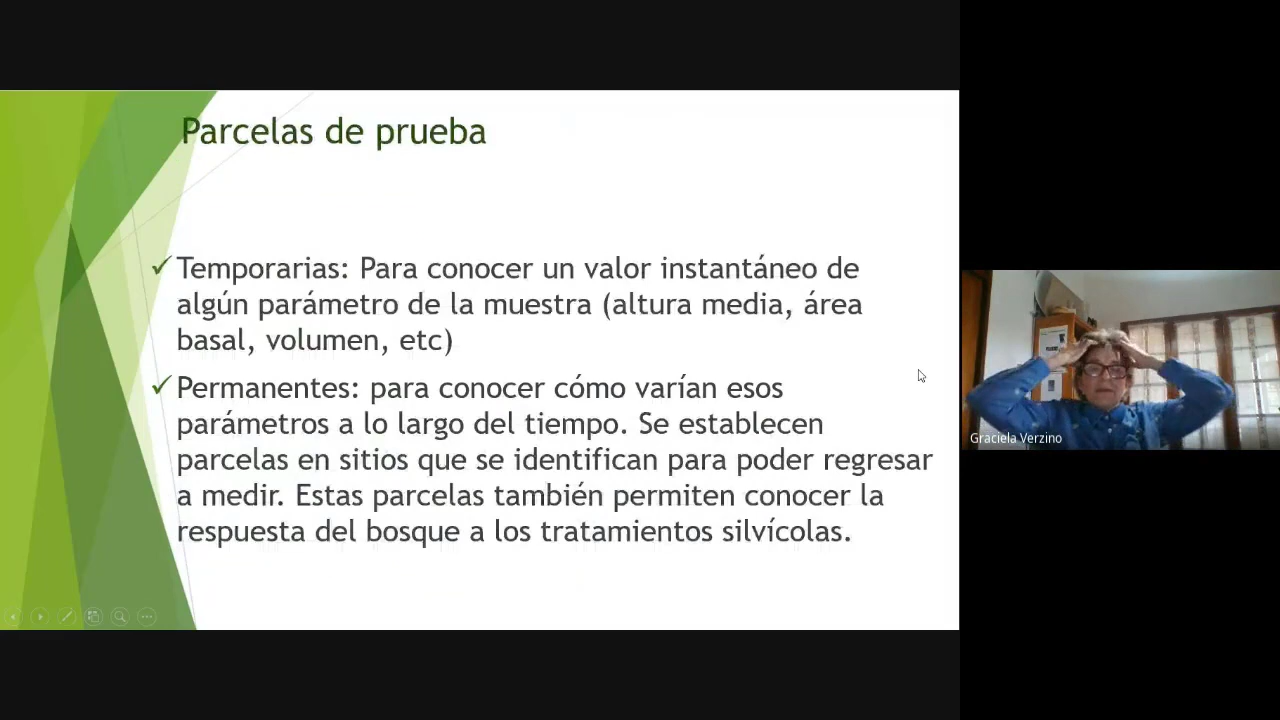 Parcelas de prueba
Temporarias: Para conocer un valor instantáneo de
algún parámetro de la muestra (altura media, área
basal, volumen, etc)
Permanentes: para conocer cómo varían esos
parámetros a lo largo del tiempo. Se establecen
parcelas en sitios que se identifican para poder regresar
a medir. Estas parcelas también permiten conocer la
respuesta del bosque a los tratamientos silvícolas.
Graciela Verzino